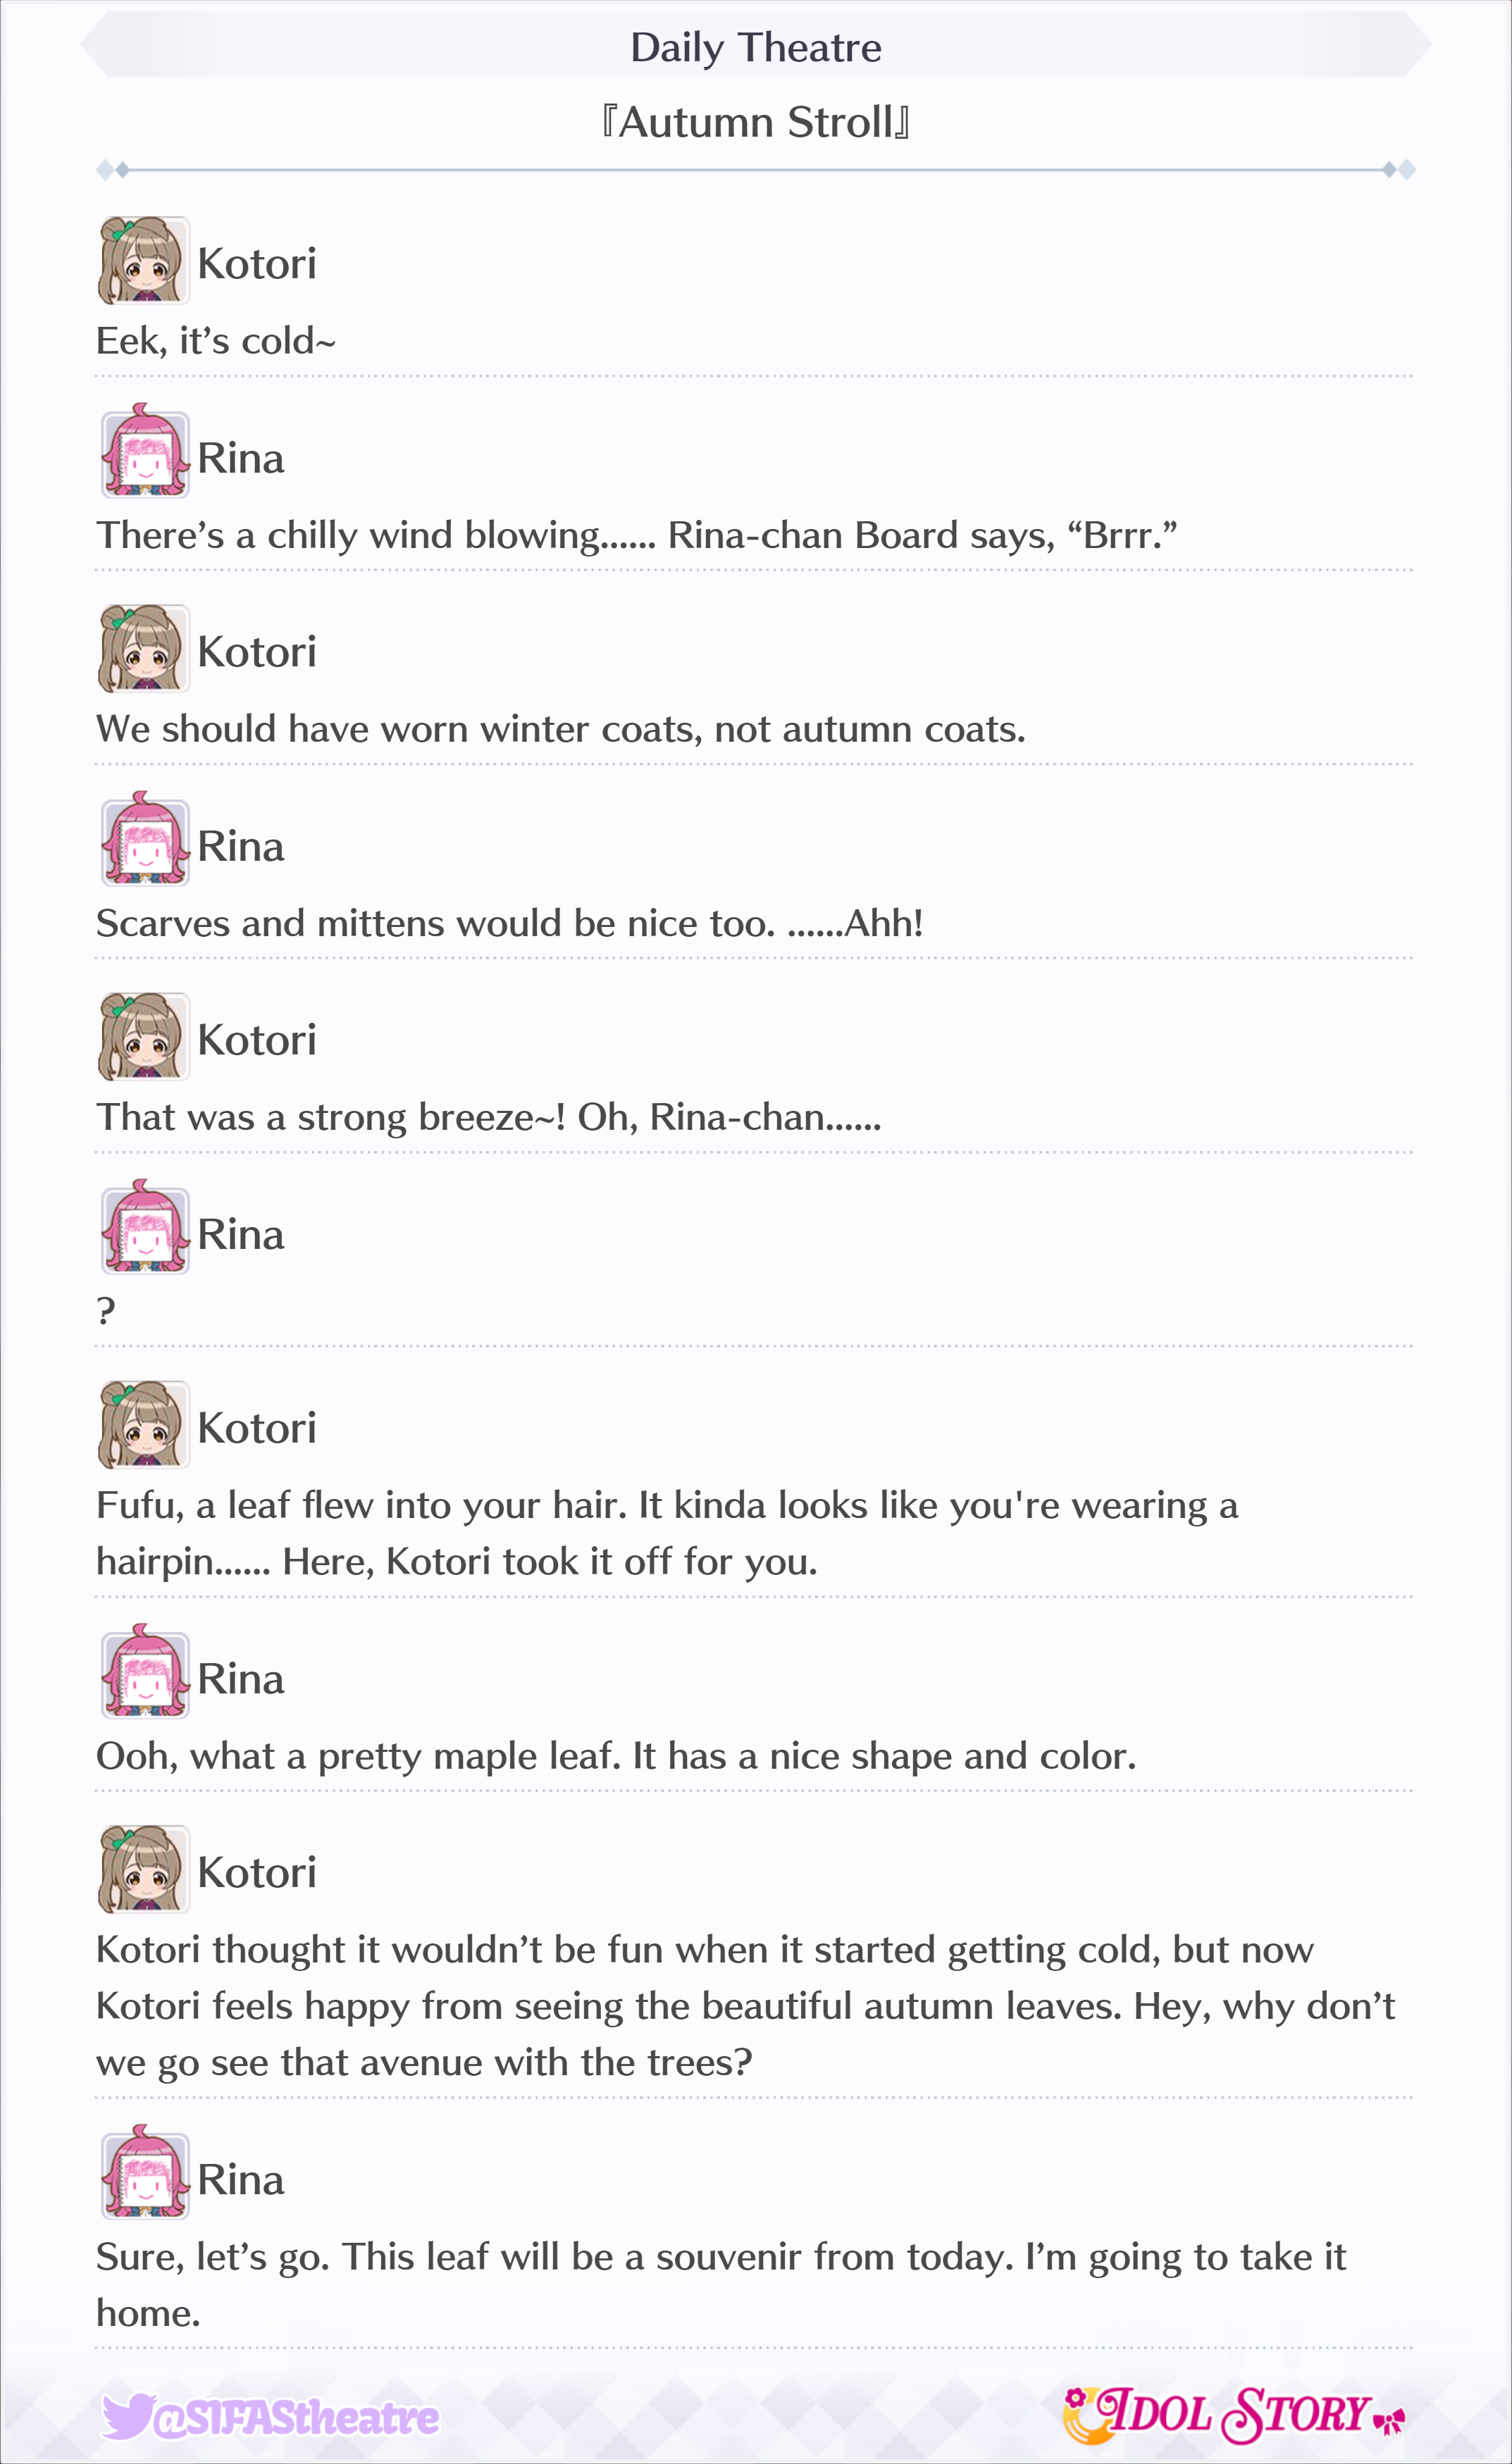 Daily Theatre
『Autumn Stroll』
Kotori
Eek, it’s cold~
Rina
There’s a chilly wind blowing...... Rina-chan Board says, “Brrr.”
Kotori
We should have worn winter coats, not autumn coats.
Rina
Scarves and mittens would be nice too. ......Ahh!
Kotori
That was a strong breeze~! Oh, Rina-chan......
Rina
?
Kotori
Fufu, a leaf flew into your hair. It kinda looks like you're wearing a
hairpin...... Here, Kotori took it off for you.
Rina
Ooh, what a pretty maple leaf. It has a nice shape and color.
Kotori
Kotori thought it wouldn’t be fun when it started getting cold, but now
Kotori feels happy from seeing the beautiful autumn leaves. Hey, why don’t
we go see that avenue with the trees?
Rina
Sure, let’s go. This leaf will be a souvenir from today. I’m going to take it
home.
@SIFAStheatre
IDOL STORY